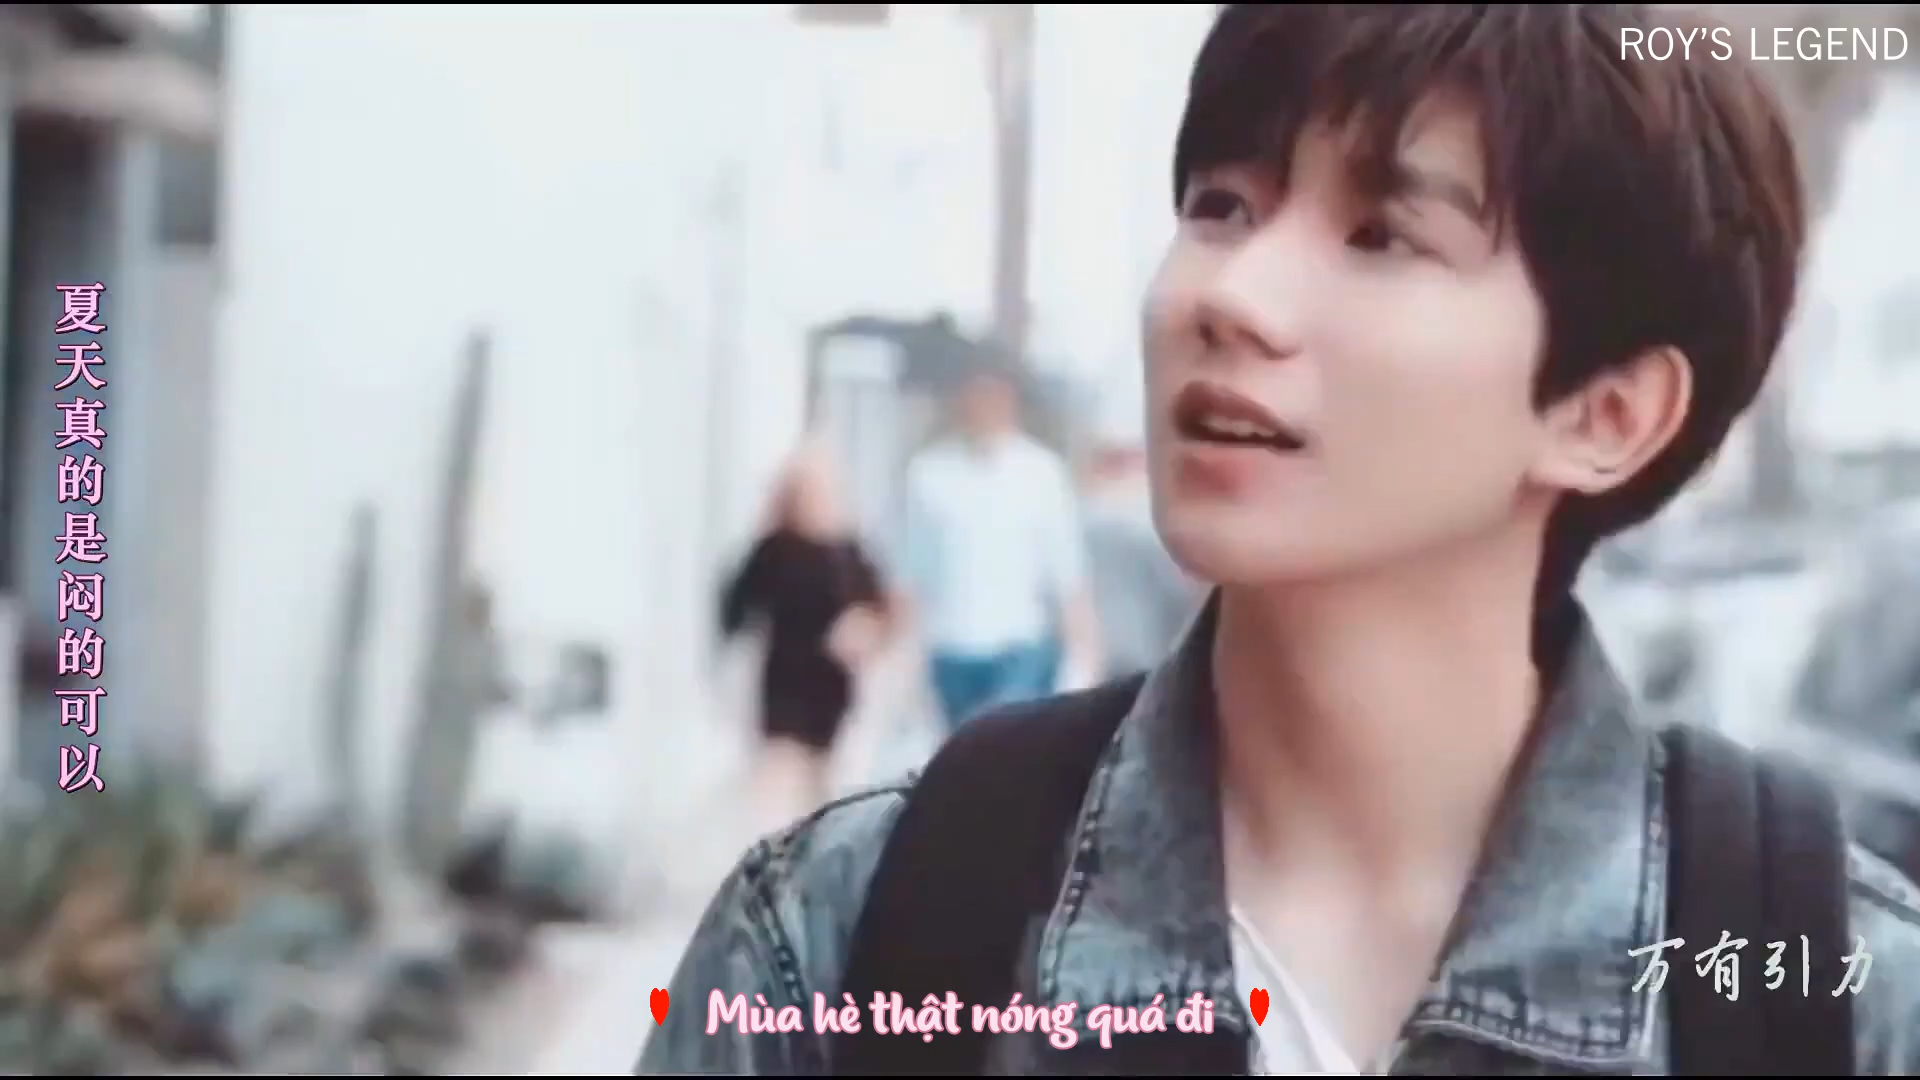 ROY'S LEGEND
夏天真的是闷的可以
万有引力
Mùa hè thật nóng quá đi